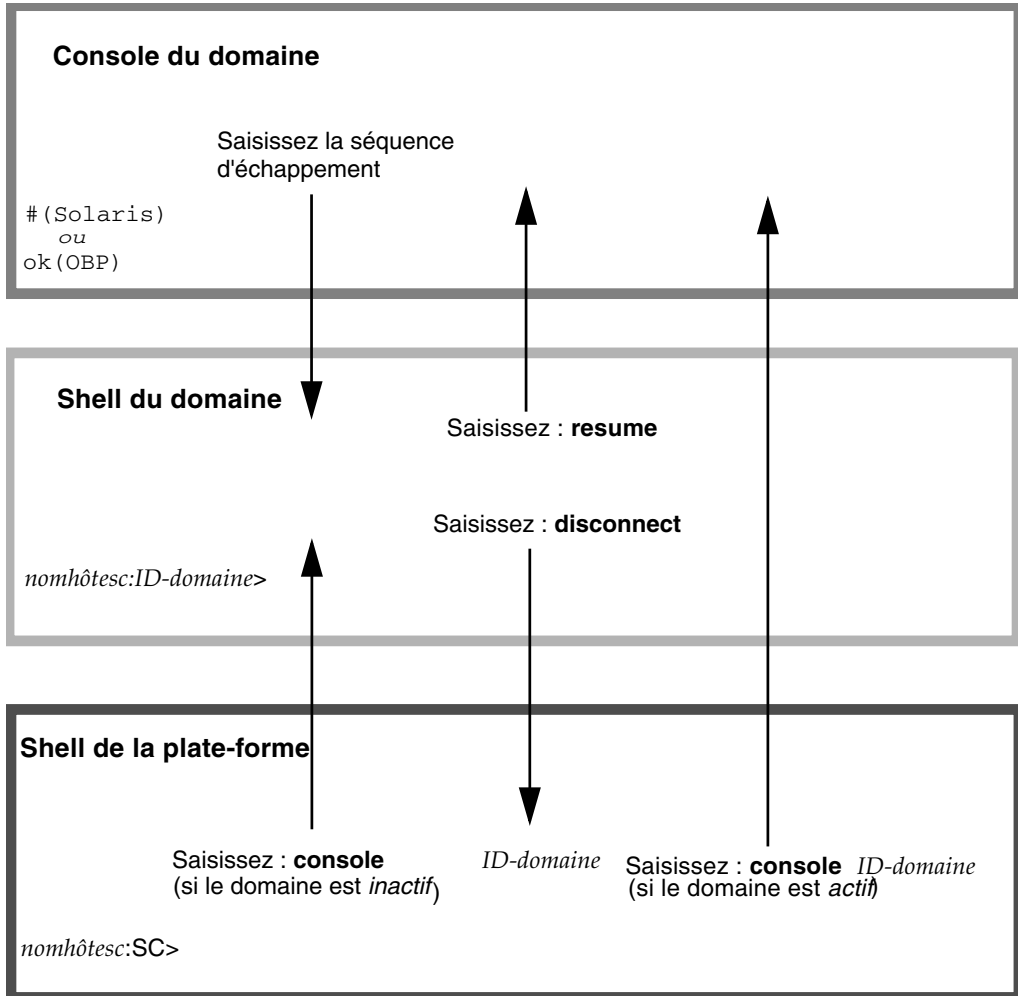 Console du domaine
Saisissez la séquence
d'échappement
#(Solaris)
ou
ok(OBP)
Shell du domaine
Saisissez : resume
Saisissez : disconnect
nomhôtesc:ID-domaine>
Shell de la plate-forme
Saisissez : console ID-domaine
(si le domaine est inactif)
Saisissez : console ID-domaine
(si le domaine est actif)
nomhôtesc:SC>